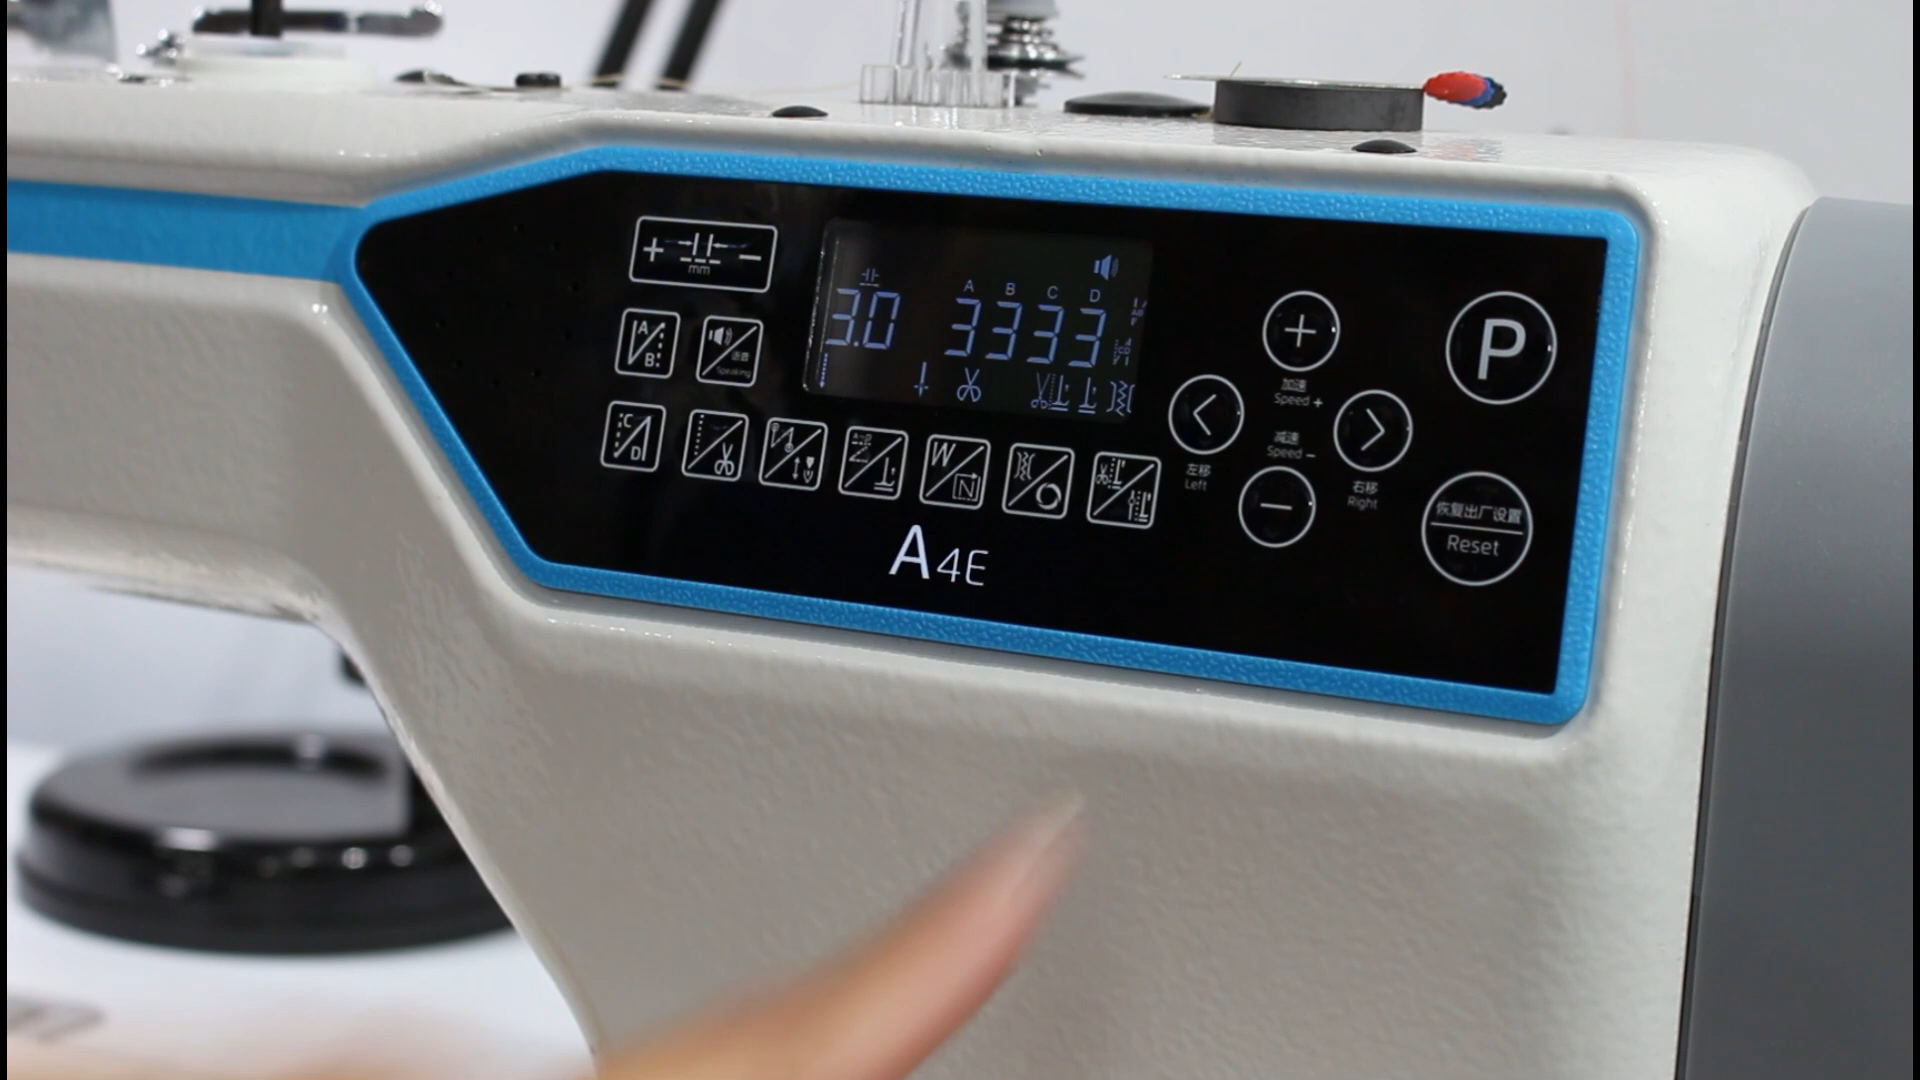 + − mm
3.0
A B C D
3333
A B
语音
Speaking
C D
A~D
W N
A4E
加速
Speed +
减速
Speed −
左移
Left
右移
Right
P
恢复出厂设置
Reset